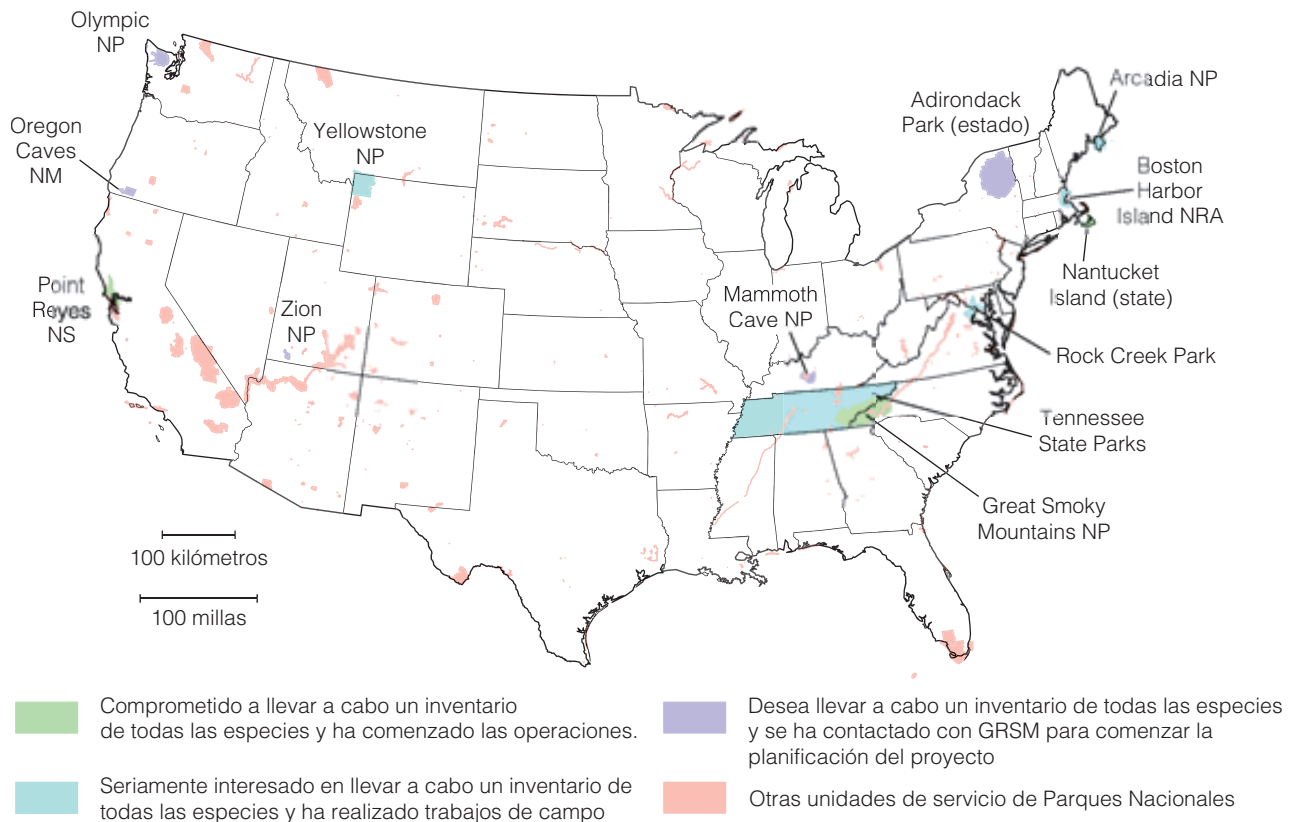 Olympic
NP
Oregon
Caves
NM
Yellowstone
NP
Adirondack
Park (estado)
Arcadia NP
Boston
Harbor
Island NRA
Nantucket
Island (state)
Point
Reyes
NS
Zion
NP
Mammoth
Cave NP
Rock Creek Park
Tennessee
State Parks
Great Smoky
Mountains NP
100 kilómetros
100 millas
Comprometido a llevar a cabo un inventario
de todas las especies y ha comenzado las operaciones.
Seriamente interesado en llevar a cabo un inventario de
todas las especies y ha realizado trabajos de campo
Desea llevar a cabo un inventario de todas las especies
y se ha contactado con GRSM para comenzar la
planificación del proyecto
Otras unidades de servicio de Parques Nacionales